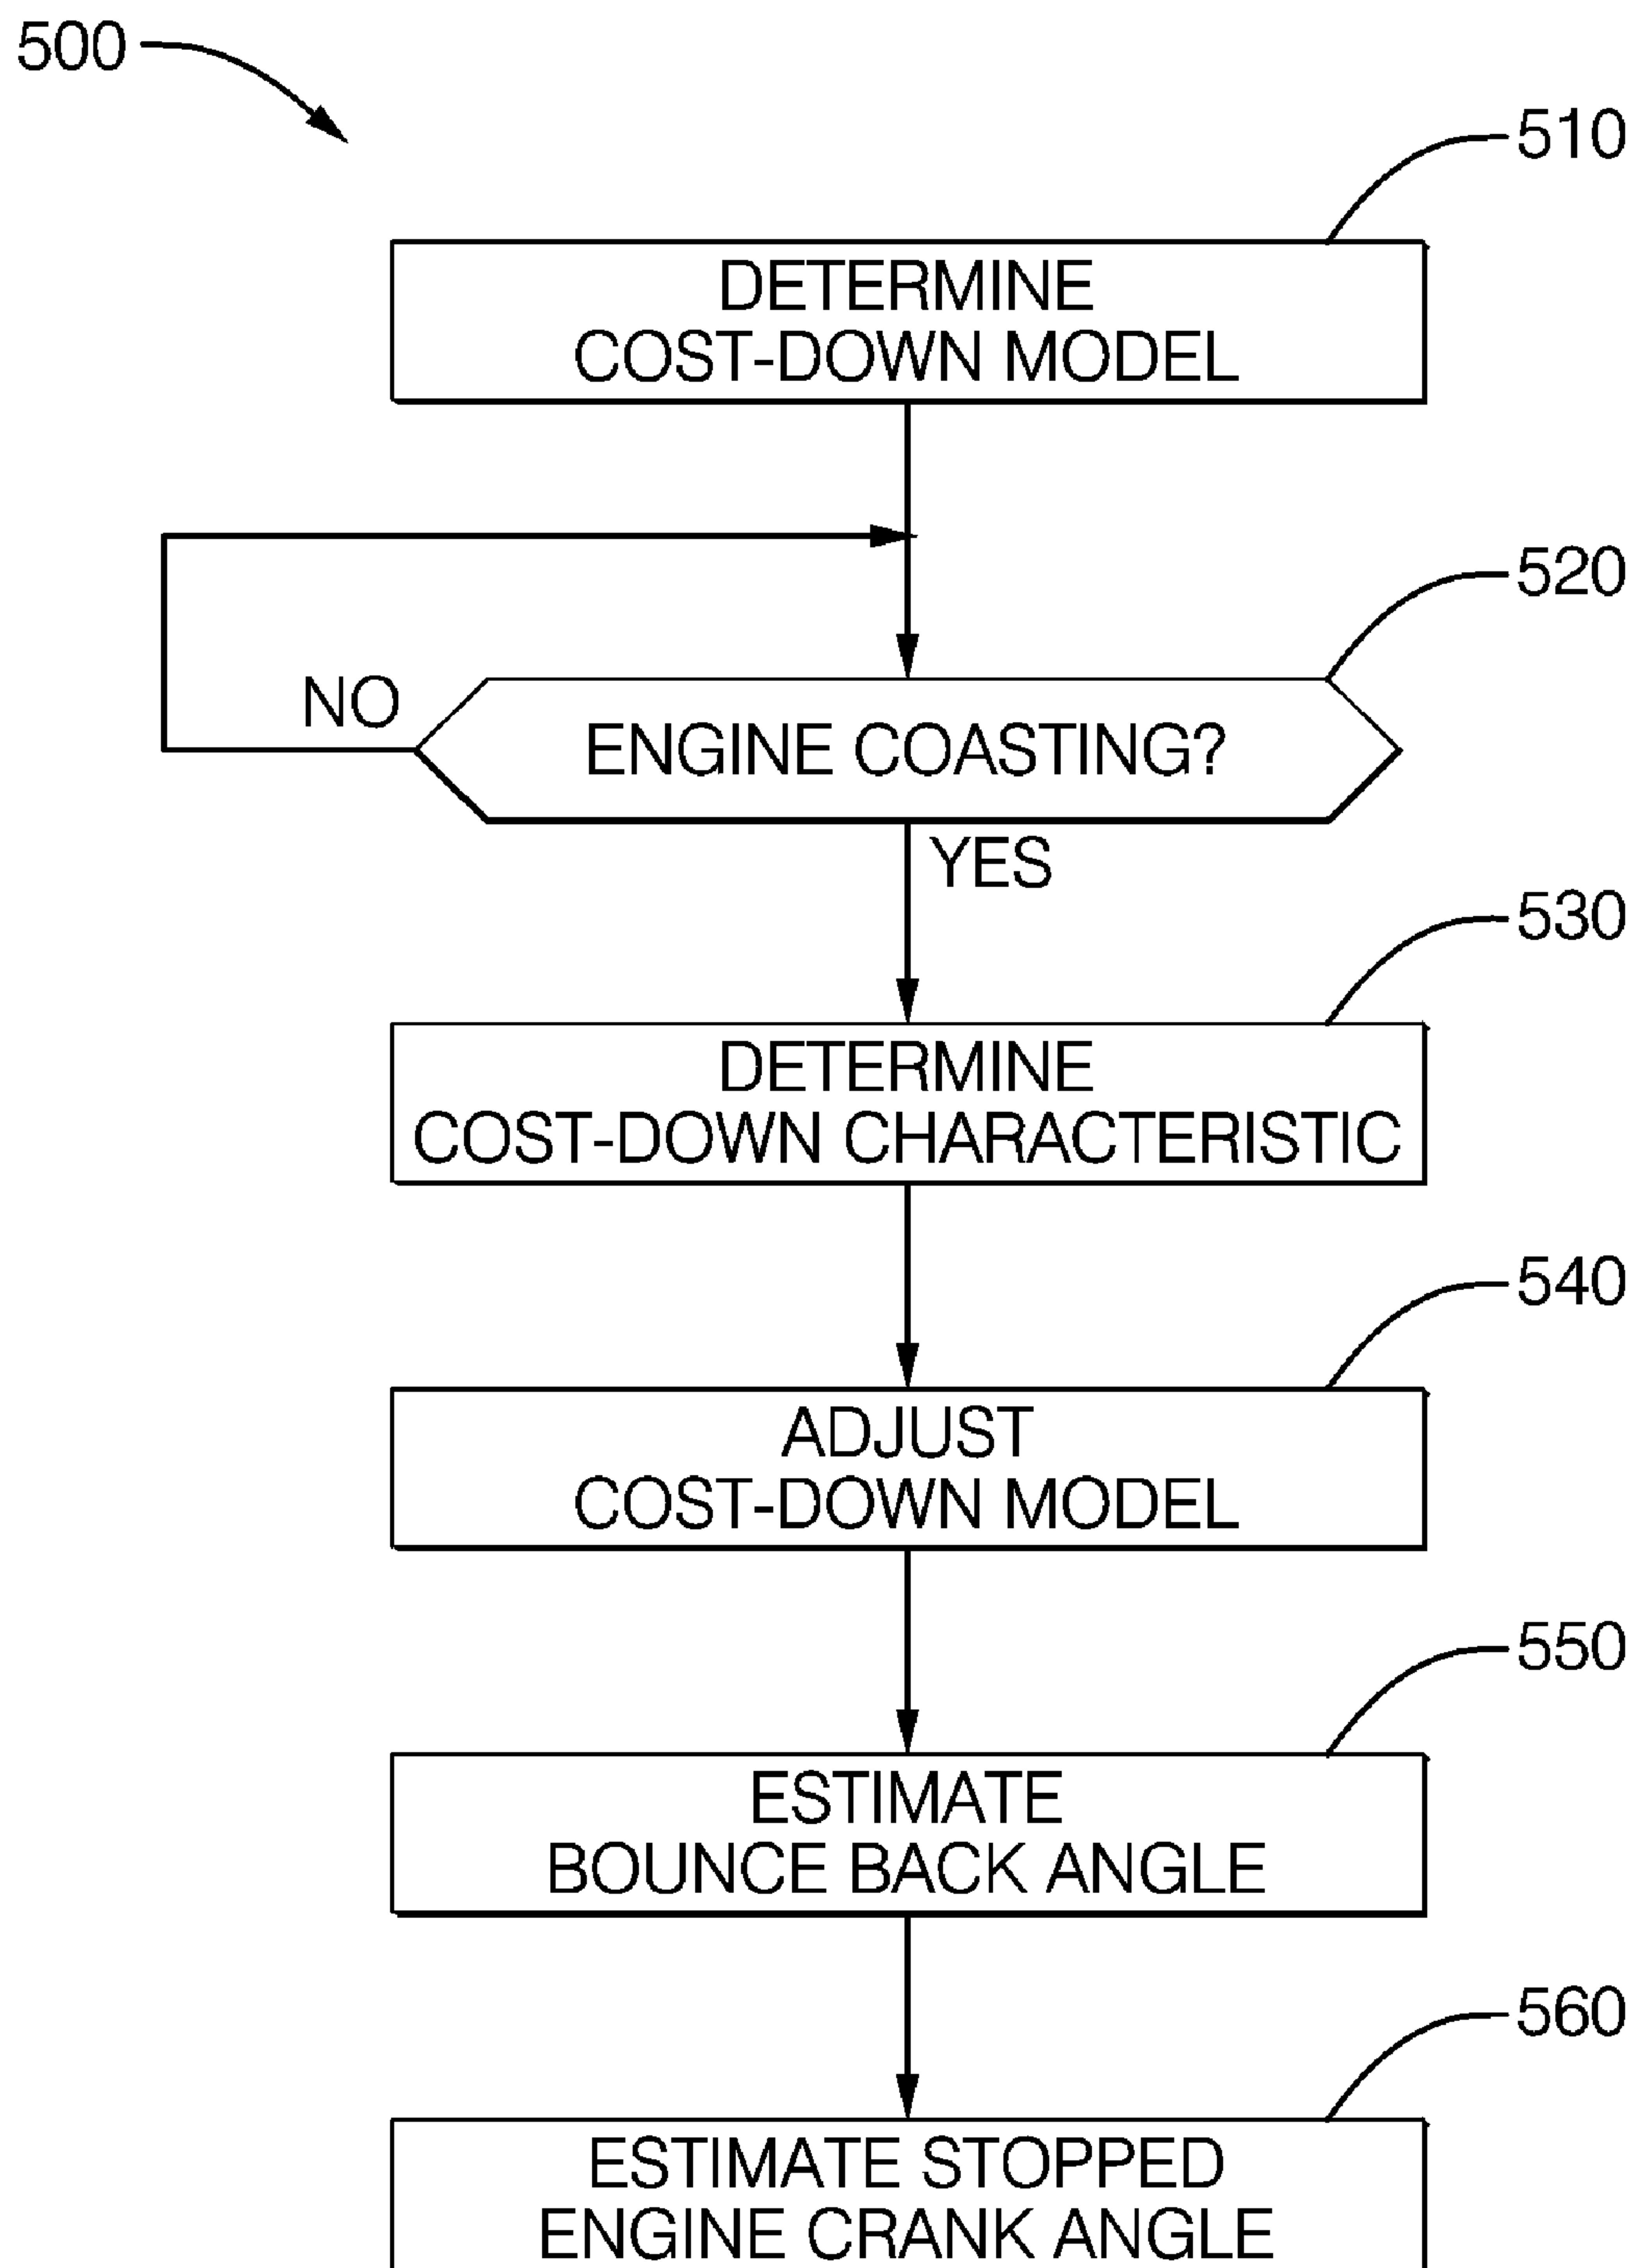 500
510
DETERMINE
COST-DOWN MODEL
520
NO
ENGINE COASTING?
YES
530
DETERMINE
COST-DOWN CHARACTERISTIC
540
ADJUST
COST-DOWN MODEL
550
ESTIMATE
BOUNCE BACK ANGLE
560
ESTIMATE STOPPED
ENGINE CRANK ANGLE